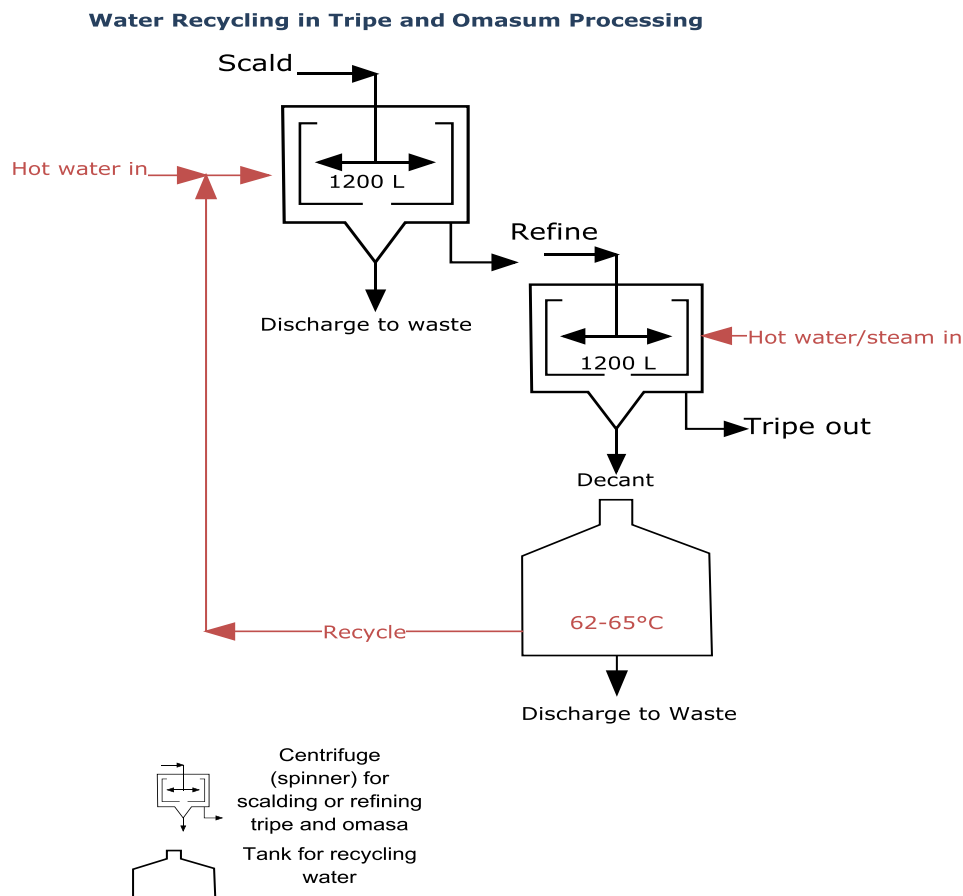 Water Recycling in Tripe and Omasum Processing
Scald
Hot water in
1200 L
Refine
Discharge to waste
Hot water/steam in
1200 L
Tripe out
Decant
62-65°C
Recycle
Discharge to Waste
Centrifuge
(spinner) for
scalding or refining
tripe and omasa
Tank for recycling
water